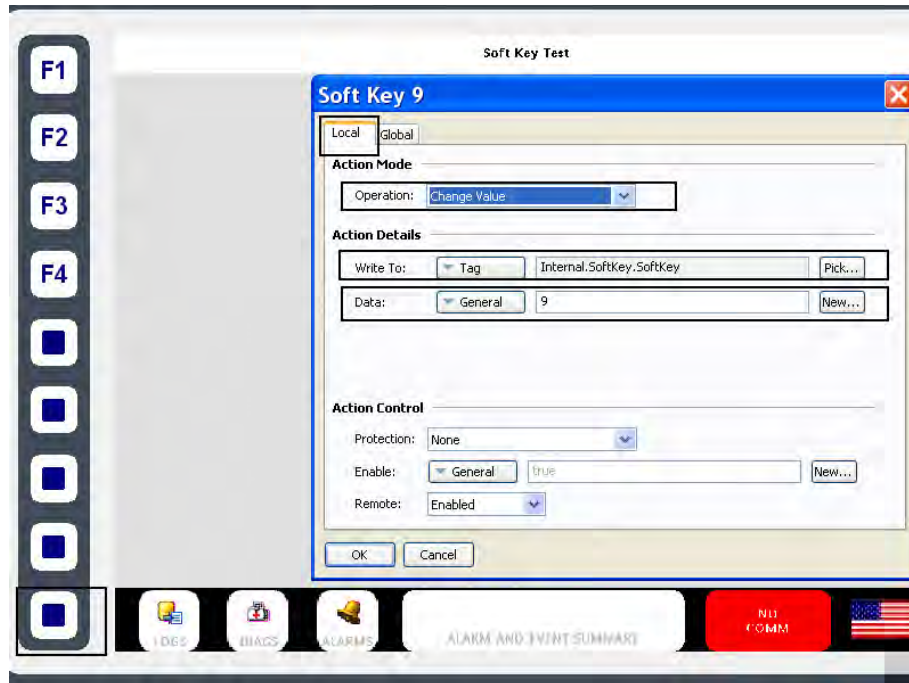 Soft Key Test
F1
F2
F3
F4
Soft Key 9
Local Global
Action Mode
Operation: Change Value
Action Details
Write To: Tag Internal.SoftKey.SoftKey Pick...
Data: General 9 New...
Action Control
Protection: None
Enable: General true New...
Remote: Enabled
OK Cancel
LOGS DIAGS ALARMS ALARM AND EVENT SUMMARY NO
COMM